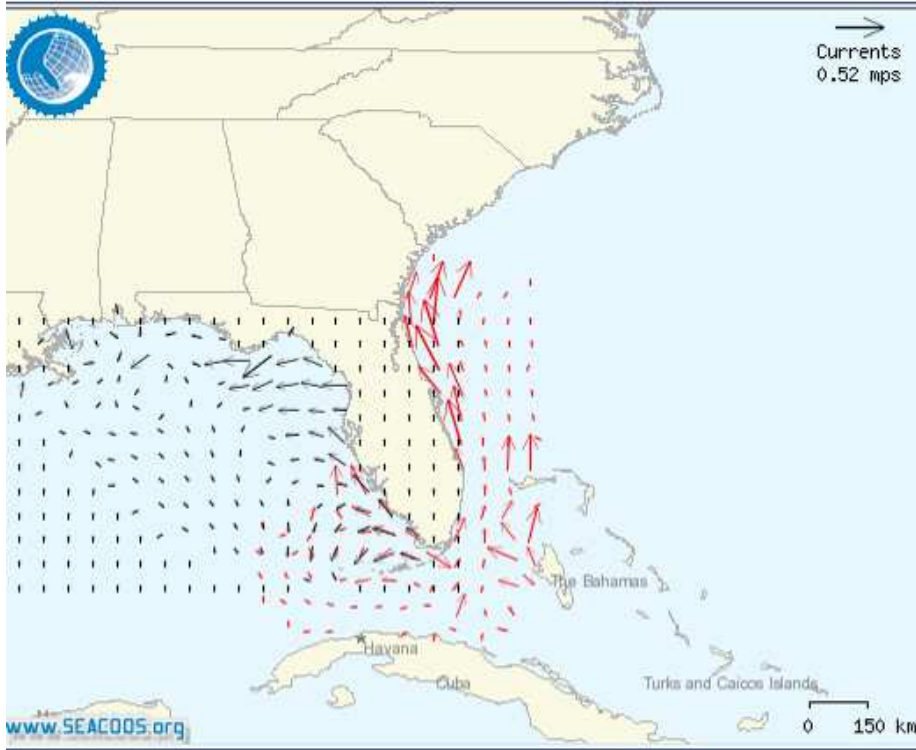 Currents
0.52 mps
The Bahamas
Havana
Cuba
Turks and Caicos Islands
www.SEACOOS.org
0 150 km